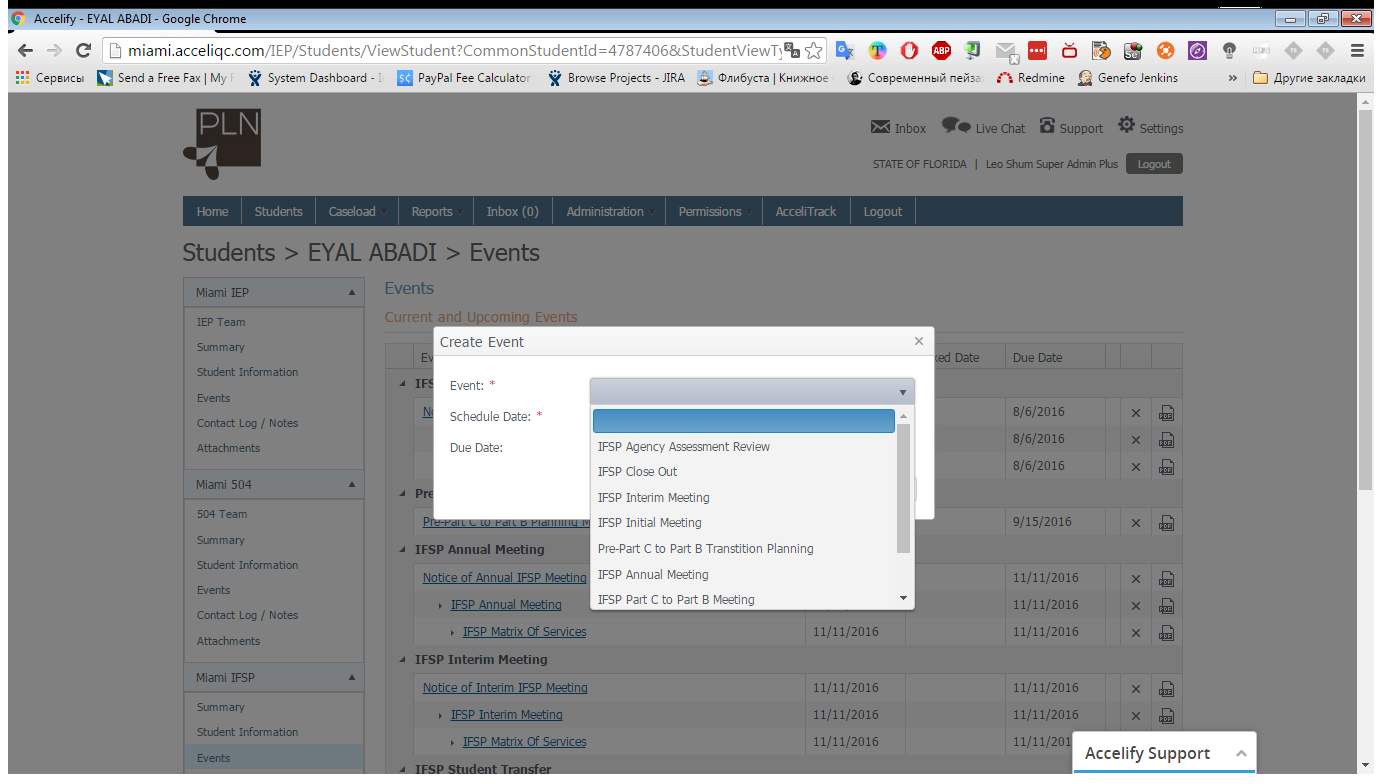 Accelify - EYAL ABADI - Google Chrome
miami.acceliqc.com/IEP/Students/ViewStudent?CommonStudentId=4787406&StudentViewTy
Сервисы Send a Free Fax | My F System Dashboard - I PayPal Fee Calculator Browse Projects - JIRA Флибуста | Книжное Современный пейза Redmine Genefo Jenkins » Другие закладки
PLN
Inbox Live Chat Support Settings
STATE OF FLORIDA | Leo Shum Super Admin Plus Logout
Home Students Caseload Reports Inbox (0) Administration Permissions AcceliTrack Logout
Students > EYAL ABADI > Events
Miami IEP
IEP Team
Summary
Student Information
Events
Contact Log / Notes
Attachments
Miami 504
504 Team
Summary
Student Information
Events
Contact Log / Notes
Attachments
Miami IFSP
Summary
Student Information
Events
Events
Current and Upcoming Events
Ev ked Date Due Date
IFS
No 8/6/2016
8/6/2016
8/6/2016
Pre
Pre-Part C to Part B Planning M 9/15/2016
IFSP Annual Meeting
Notice of Annual IFSP Meeting 11/11/2016
IFSP Annual Meeting 11/11/2016
IFSP Matrix Of Services 11/11/2016 11/11/2016
IFSP Interim Meeting
Notice of Interim IFSP Meeting 11/11/2016 11/11/2016
IFSP Interim Meeting 11/11/2016 11/11/2016
IFSP Matrix Of Services 11/11/2016 11/11/201
IFSP Student Transfer
Create Event ×
Event: *
Schedule Date: *
Due Date:
IFSP Agency Assessment Review
IFSP Close Out
IFSP Interim Meeting
IFSP Initial Meeting
Pre-Part C to Part B Transtition Planning
IFSP Annual Meeting
IFSP Part C to Part B Meeting
Accelify Support